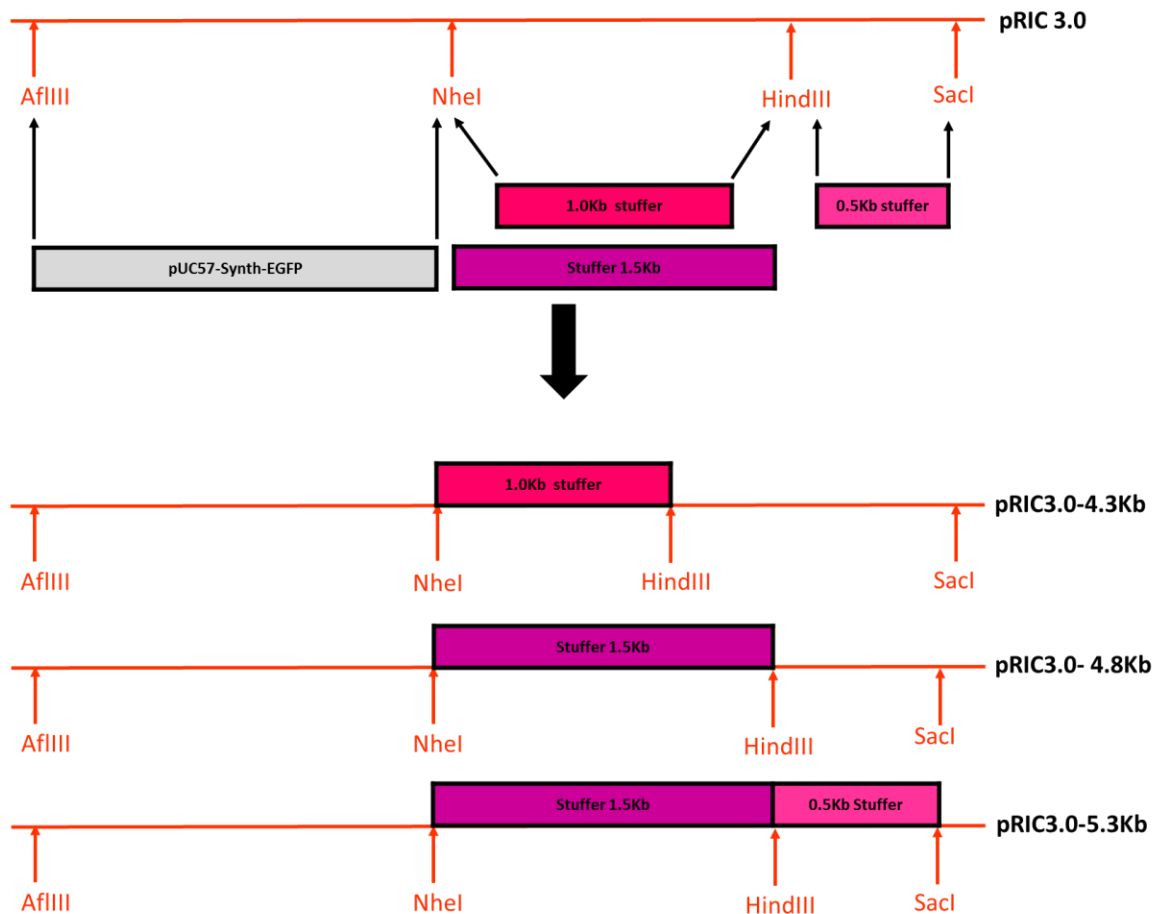 pRIC 3.0
AflIII
NheI
HindIII
SacI
1.0Kb stuffer
0.5Kb stuffer
pUC57-Synth-EGFP
Stuffer 1.5Kb
1.0Kb stuffer
pRIC3.0-4.3Kb
AflIII
NheI
HindIII
SacI
Stuffer 1.5Kb
pRIC3.0- 4.8Kb
AflIII
NheI
HindIII
SacI
Stuffer 1.5Kb
0.5Kb Stuffer
pRIC3.0-5.3Kb
AflIII
NheI
HindIII
SacI